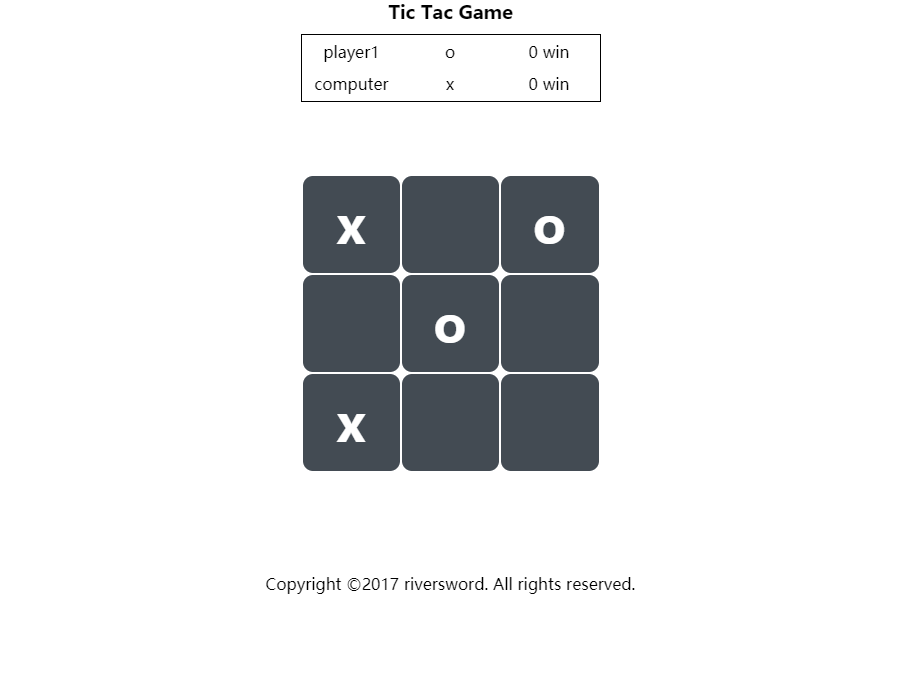 Tic Tac Game
player1 o 0 win
computer x 0 win
x o
o
x
Copyright ©2017 riversword. All rights reserved.